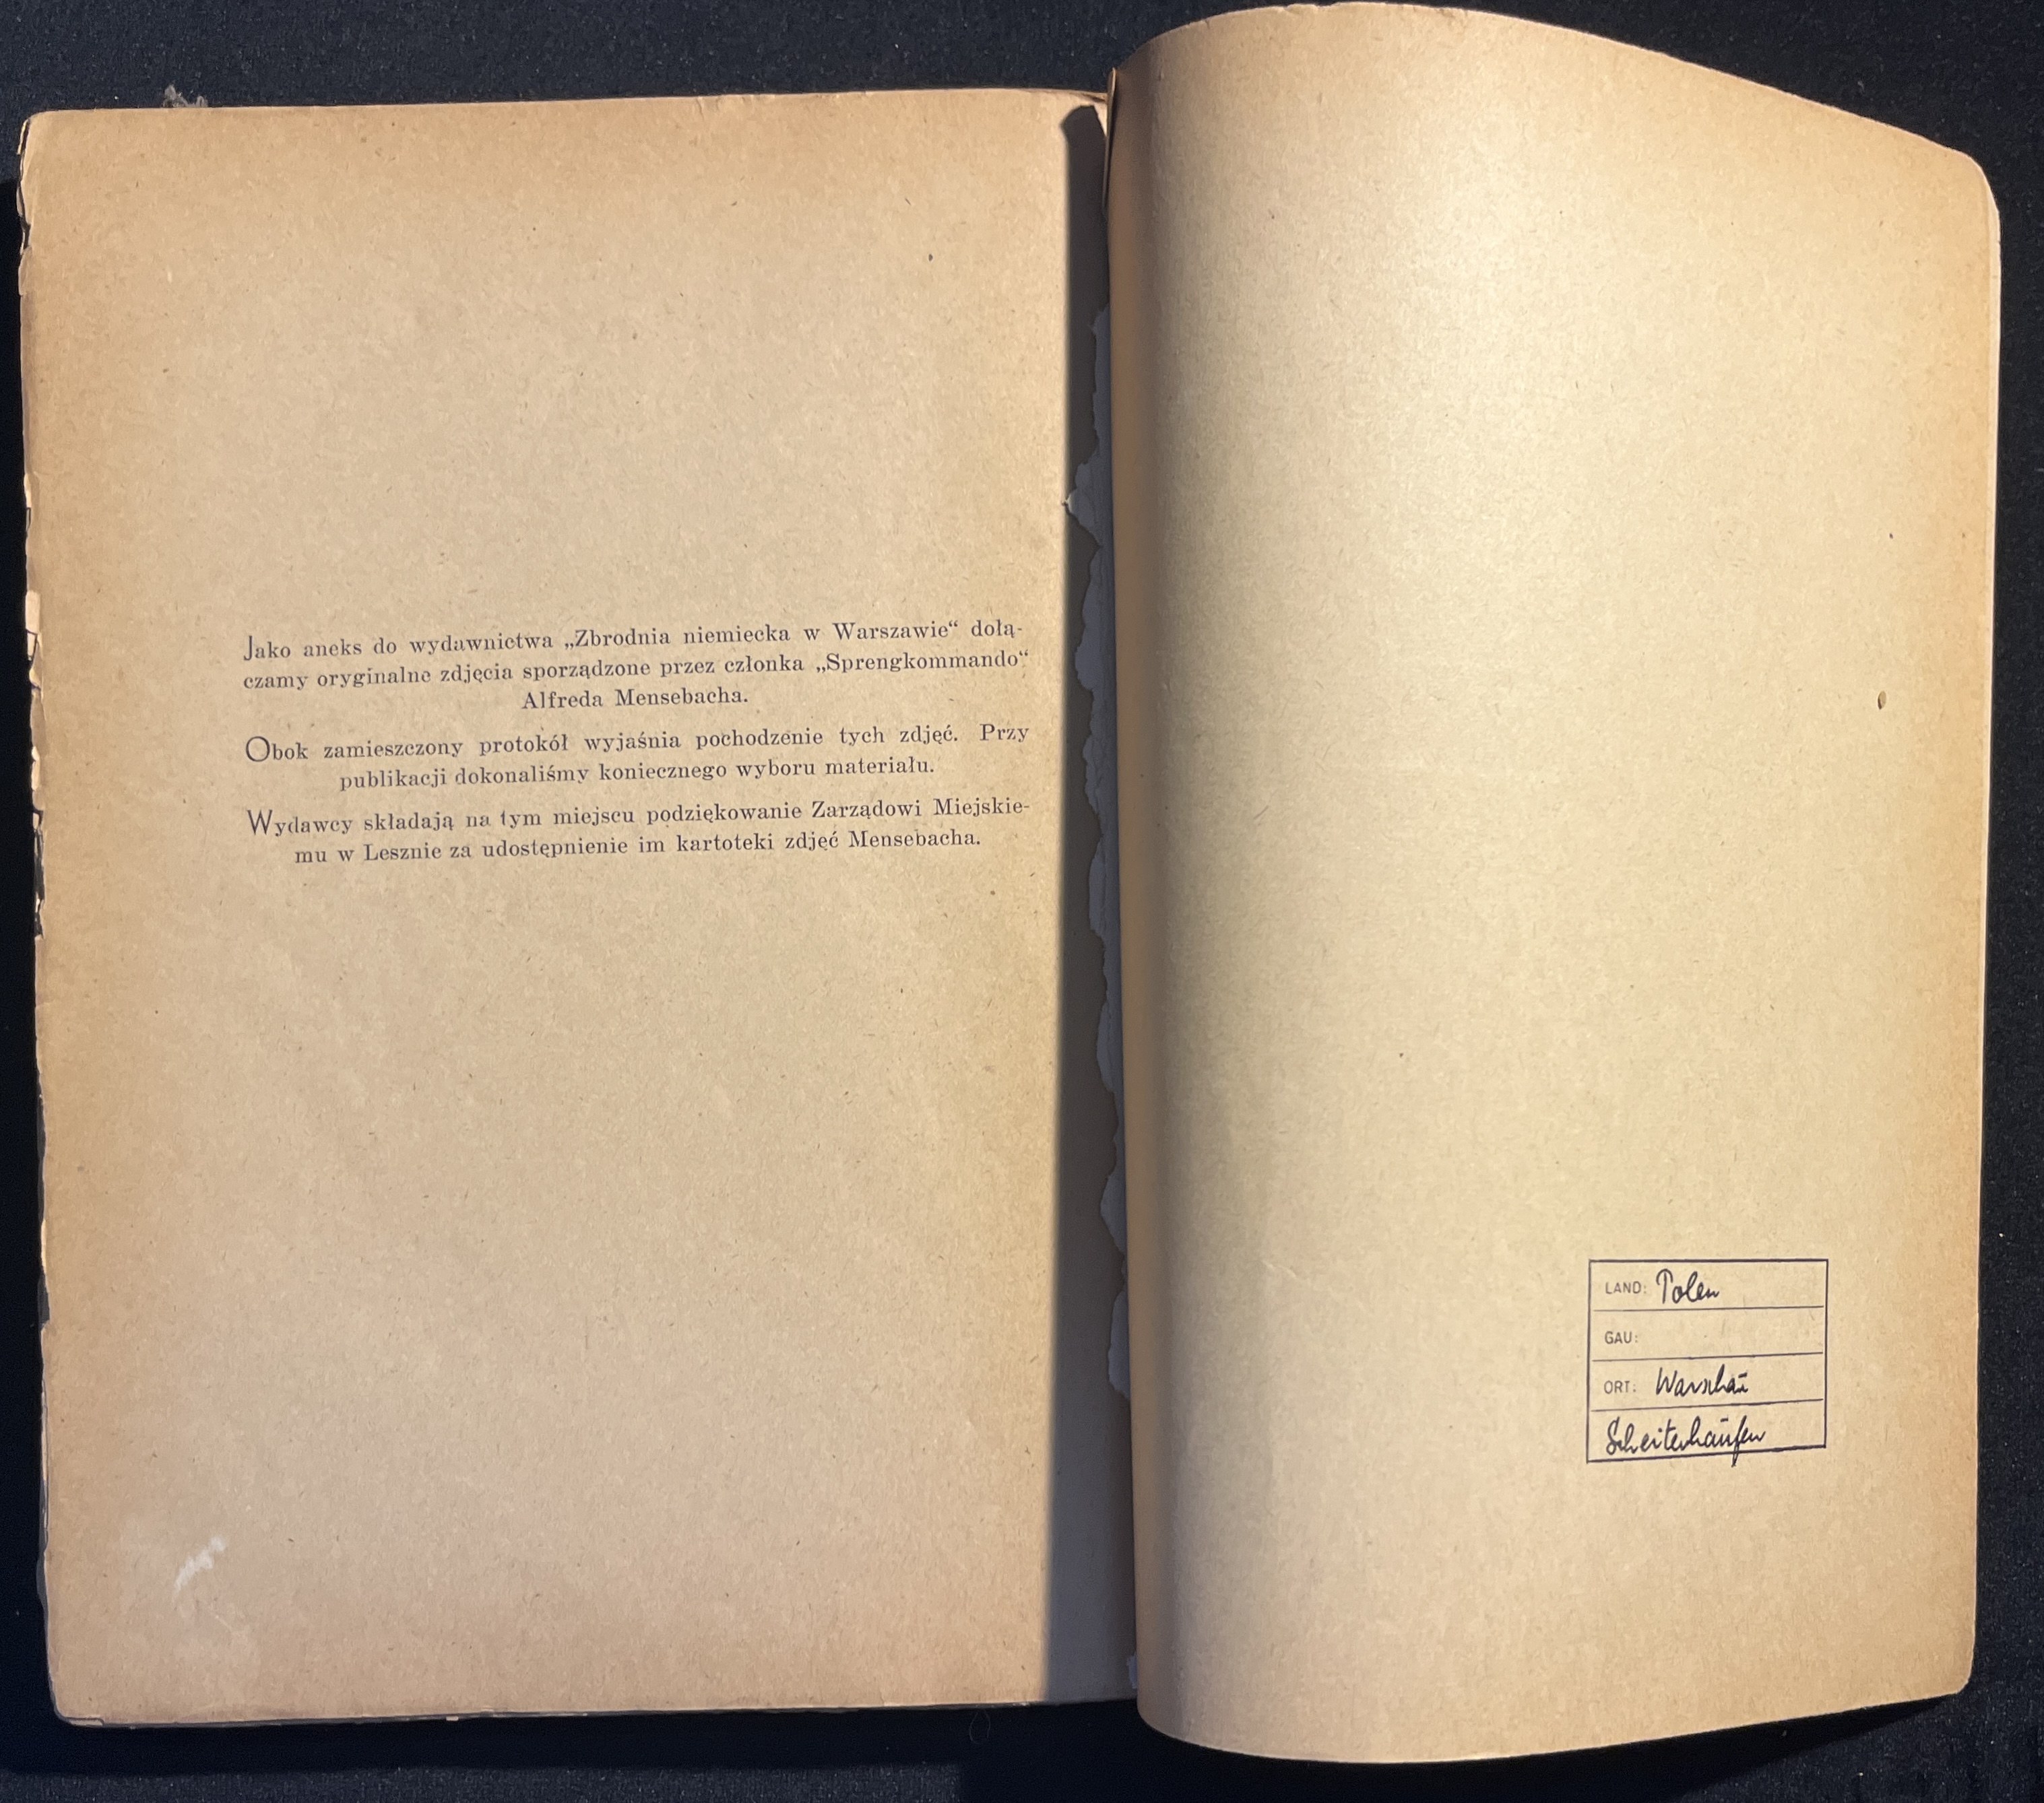 Jako aneks do wydawnictwa „Zbrodnia niemiecka w Warszawie“ dołą-
czamy oryginalne zdjęcia sporządzone przez członka „Sprengkommando“
Alfreda Mensebacha.
Obok zamieszczony protokół wyjaśnia pochodzenie tych zdjęć. Przy
publikacji dokonaliśmy koniecznego wyboru materiału.
Wydawcy składają na tym miejscu podziękowanie Zarządowi Miejskie-
mu w Lesznie za udostępnienie im kartoteki zdjęć Mensebacha.
LAND: Polen
GAU:
ORT: Warschau
Scheiterhaufen